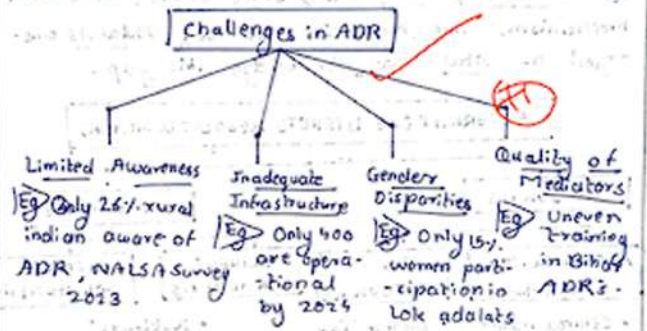 Challenges in ADR
Limited Awareness
Eg Only 26% rural
indian aware of
ADR, NALSA Survey
2023.
Inadequate
Infrastructure
Eg Only 400
are opera-
-tional
by 2024
Gender
Disparities
Eg Only 15%
women parti-
-cipation in
Lok adalats
Quality of
Mediators
Eg Uneven
training
in
ADRs.